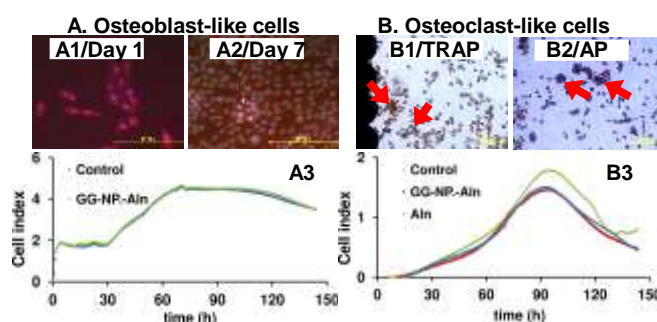 A. Osteoblast-like cells
B. Osteoclast-like cells
A1/Day 1
A2/Day 7
B1/TRAP
B2/AP
A3
Control
GG-NP.-Aln
Cell index
6
4
2
0
0 30 60 90 120 150
time (h)
B3
Control
GG-NP.-Aln
Aln
Cell index
2
1
0
0 30 60 90 120 150
time (h)